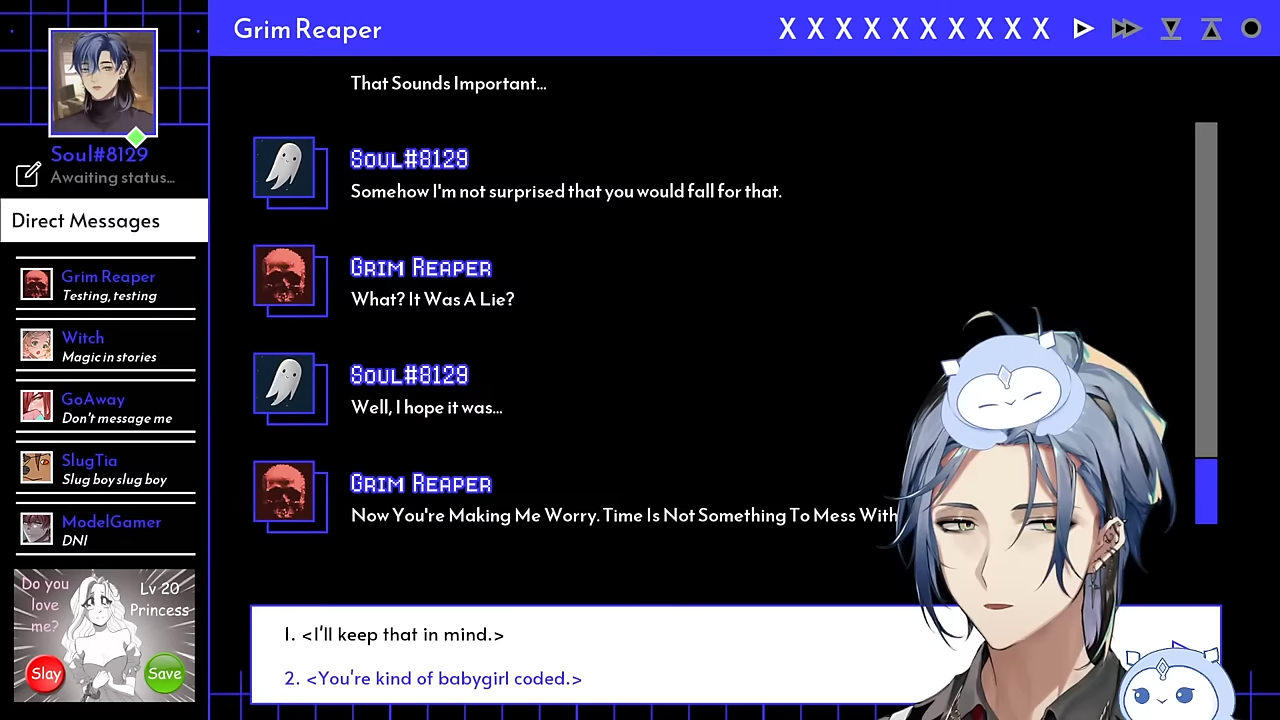 Grim Reaper
X X X X X X X X X X
Soul#8129
Awaiting status...
Direct Messages
Grim Reaper
Testing, testing
Witch
Magic in stories
GoAway
Don't message me
SlugTia
Slug boy slug boy
ModelGamer
DNI
Do you
love
me?
Lv 20
Princess
Slay
Save
That Sounds Important...
Soul#8129
Somehow I'm not surprised that you would fall for that.
Grim Reaper
What? It Was A Lie?
Soul#8129
Well, I hope it was...
Grim Reaper
Now You're Making Me Worry. Time Is Not Something To Mess With
1. <I'll keep that in mind.>
2. <You're kind of babygirl coded.>